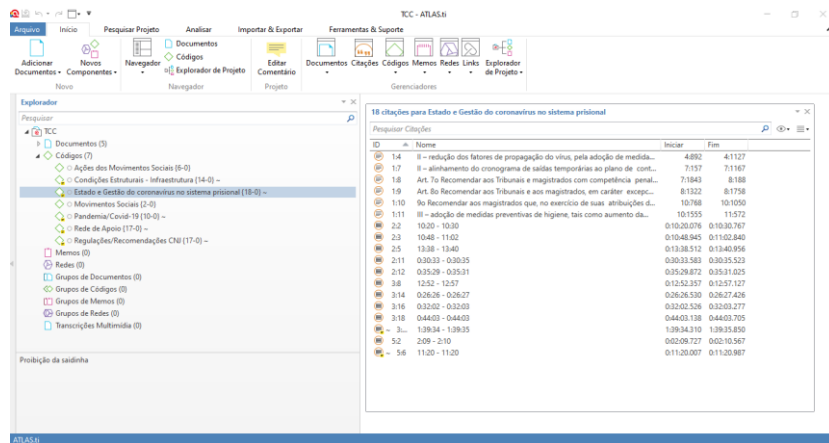 TCC - ATLAS.ti
Arquivo Início Pesquisar Projeto Analisar Importar & Exportar Ferramentas & Suporte
Adicionar Documentos
Novos Componentes
Navegador
Documentos
Códigos
Explorador de Projeto
Editar Comentário
Documentos Citações Códigos Memos Redes Links Explorador de Projeto
Novo Navegador Projeto Gerenciadores
Explorador
Pesquisar
TCC
Documentos (5)
Códigos (7)
Ações dos Movimentos Sociais {6-0}
Condições Estruturais - Infraestrutura {14-0} ~
Estado e Gestão do coronavírus no sistema prisional {18-0} ~
Movimentos Sociais {2-0}
Pandemia/Covid-19 {10-0} ~
Rede de Apoio {17-0} ~
Regulações/Recomendações CNJ {17-0} ~
Memos (0)
Redes (0)
Grupos de Documentos (0)
Grupos de Códigos (0)
Grupos de Memos (0)
Grupos de Redes (0)
Transcrições Multimídia (0)
Proibição da saidinha
18 citações para Estado e Gestão do coronavírus no sistema prisional
Pesquisar Citações
ID Nome Iniciar Fim
1:4 II – redução dos fatores de propagação do vírus, pela adoção de medida... 4:892 4:1127
1:7 II – alinhamento do cronograma de saídas temporárias ao plano de cont... 7:157 7:1167
1:8 Art. 7o Recomendar aos Tribunais e magistrados com competência penal... 7:1843 8:188
1:9 Art. 8o Recomendar aos Tribunais e aos magistrados, em caráter excepc... 8:1322 8:1758
1:10 9o Recomendar aos magistrados que, no exercício de suas atribuições d... 10:768 10:1050
1:11 III – adoção de medidas preventivas de higiene, tais como aumento da... 10:1555 11:572
2:2 10:20 - 10:30 0:10:20.076 0:10:30.767
2:3 10:48 - 11:02 0:10:48.945 0:11:02.840
2:5 13:38 - 13:40 0:13:38.512 0:13:40.956
2:11 0:30:33 - 0:30:35 0:30:33.583 0:30:35.523
2:12 0:35:29 - 0:35:31 0:35:29.872 0:35:31.025
3:8 12:52 - 12:57 0:12:52.357 0:12:57.127
3:14 0:26:26 - 0:26:27 0:26:26.530 0:26:27.426
3:16 0:32:02 - 0:32:03 0:32:02.526 0:32:03.277
3:18 0:44:03 - 0:44:03 0:44:03.138 0:44:03.705
~ 3:... 1:39:34 - 1:39:35 1:39:34.310 1:39:35.850
5:2 2:09 - 2:10 0:02:09.727 0:02:10.567
~ 5:6 11:20 - 11:20 0:11:20.007 0:11:20.987
ATLAS.ti